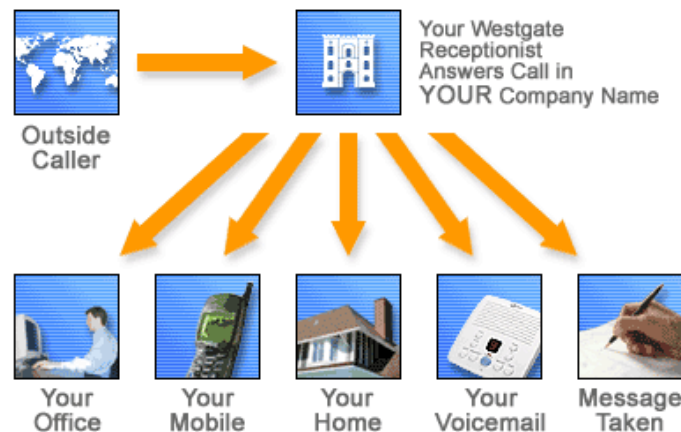 Your Westgate
Receptionist
Answers Call in
YOUR Company Name
Outside
Caller
Your
Office
Your
Mobile
Your
Home
Your
Voicemail
Message
Taken